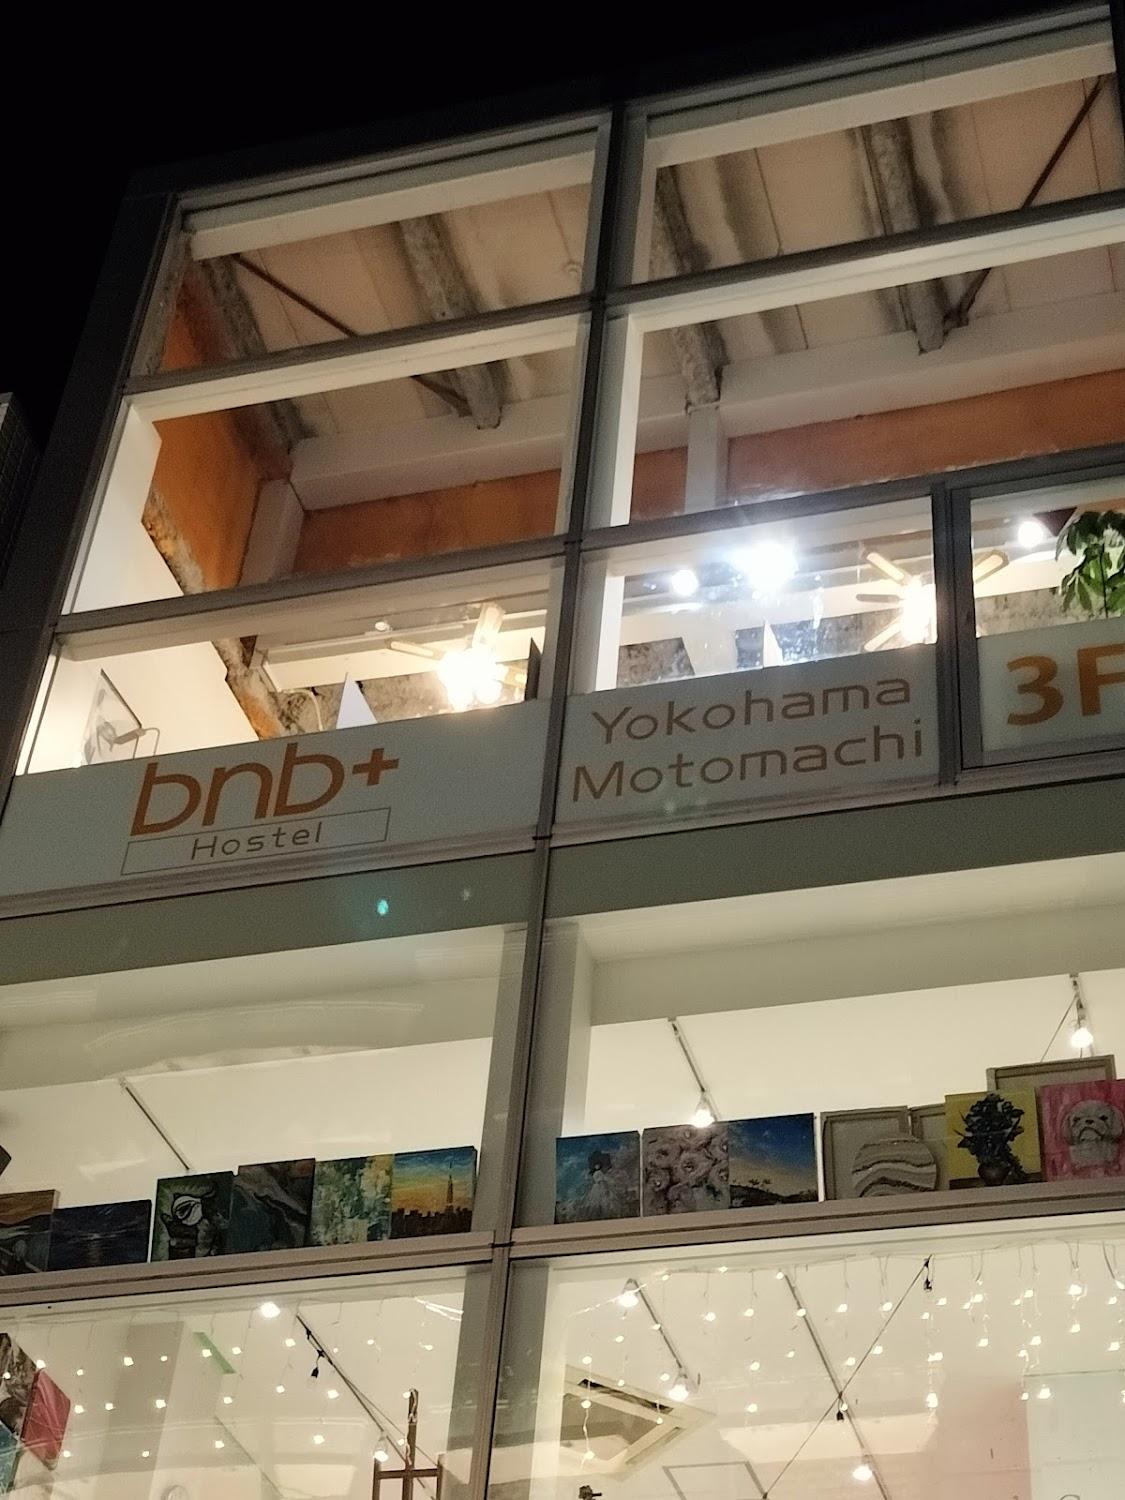 bnb+
Hostel
Yokohama
Motomachi
3F